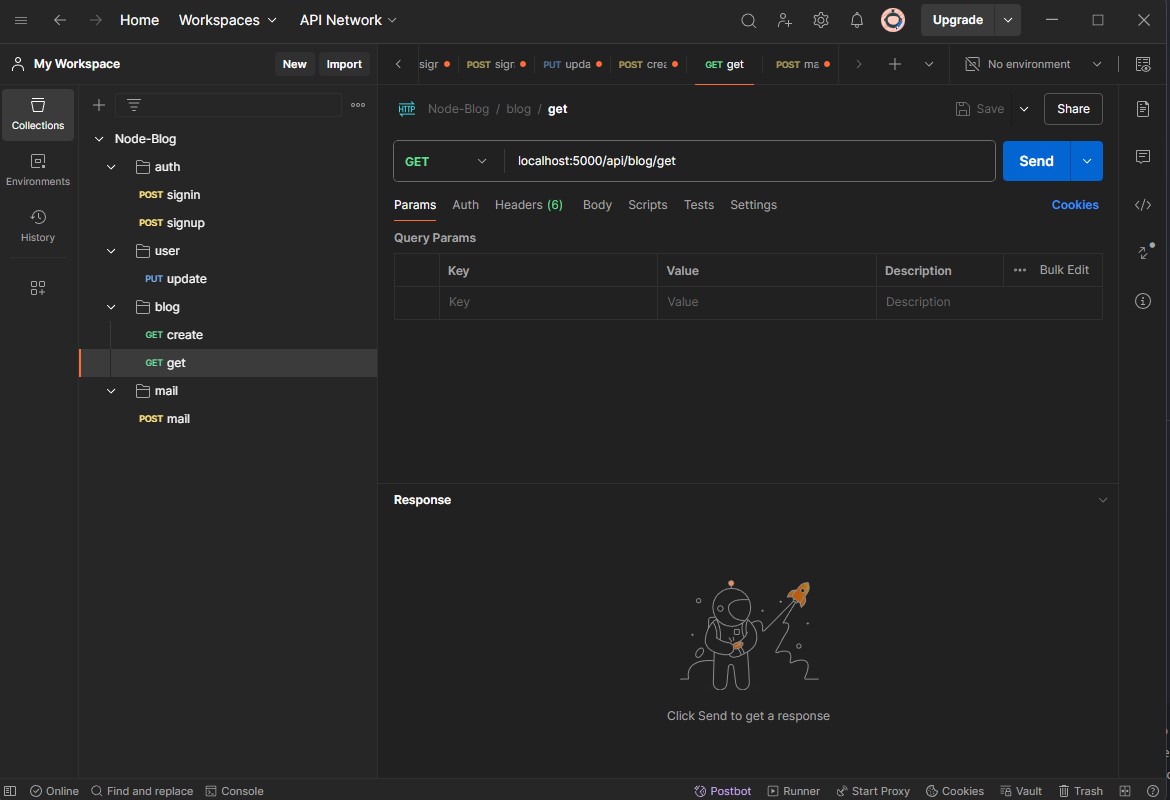 Home Workspaces API Network Upgrade
My Workspace New Import
sigr POST sigr PUT upda POST crea GET get POST ma No environment
Collections
Environments
History
Node-Blog
auth
POST signin
POST signup
user
PUT update
blog
GET create
GET get
mail
POST mail
HTTP Node-Blog / blog / get Save Share
GET localhost:5000/api/blog/get Send
Params Auth Headers (6) Body Scripts Tests Settings Cookies
Query Params
Key Value Description ••• Bulk Edit
Key Value Description
Response
Click Send to get a response
Online Find and replace Console Postbot Runner Start Proxy Cookies Vault Trash